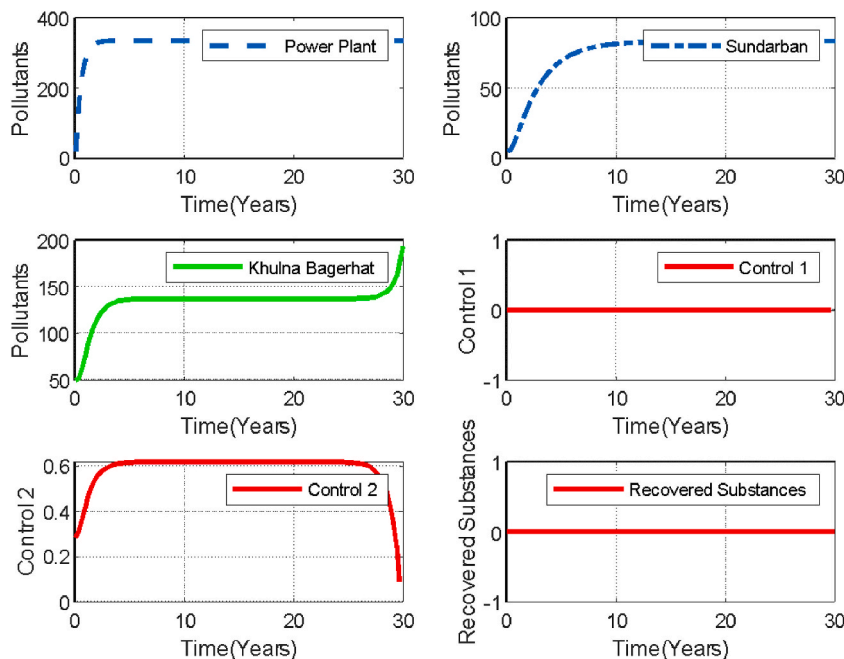 400
200
0
Pollutants
Power Plant
0
10
20
30
Time(Years)
100
50
0
Pollutants
Sundarban
0
10
20
30
Time(Years)
200
150
100
50
Pollutants
Khulna Bagerhat
0
10
20
30
Time(Years)
1
0
-1
Control 1
Control 1
0
10
20
30
Time(Years)
0.6
0.4
0.2
0
Control 2
Control 2
0
10
20
30
Time(Years)
1
0
-1
Recovered Substances
Recovered Substances
0
10
20
30
Time(Years)